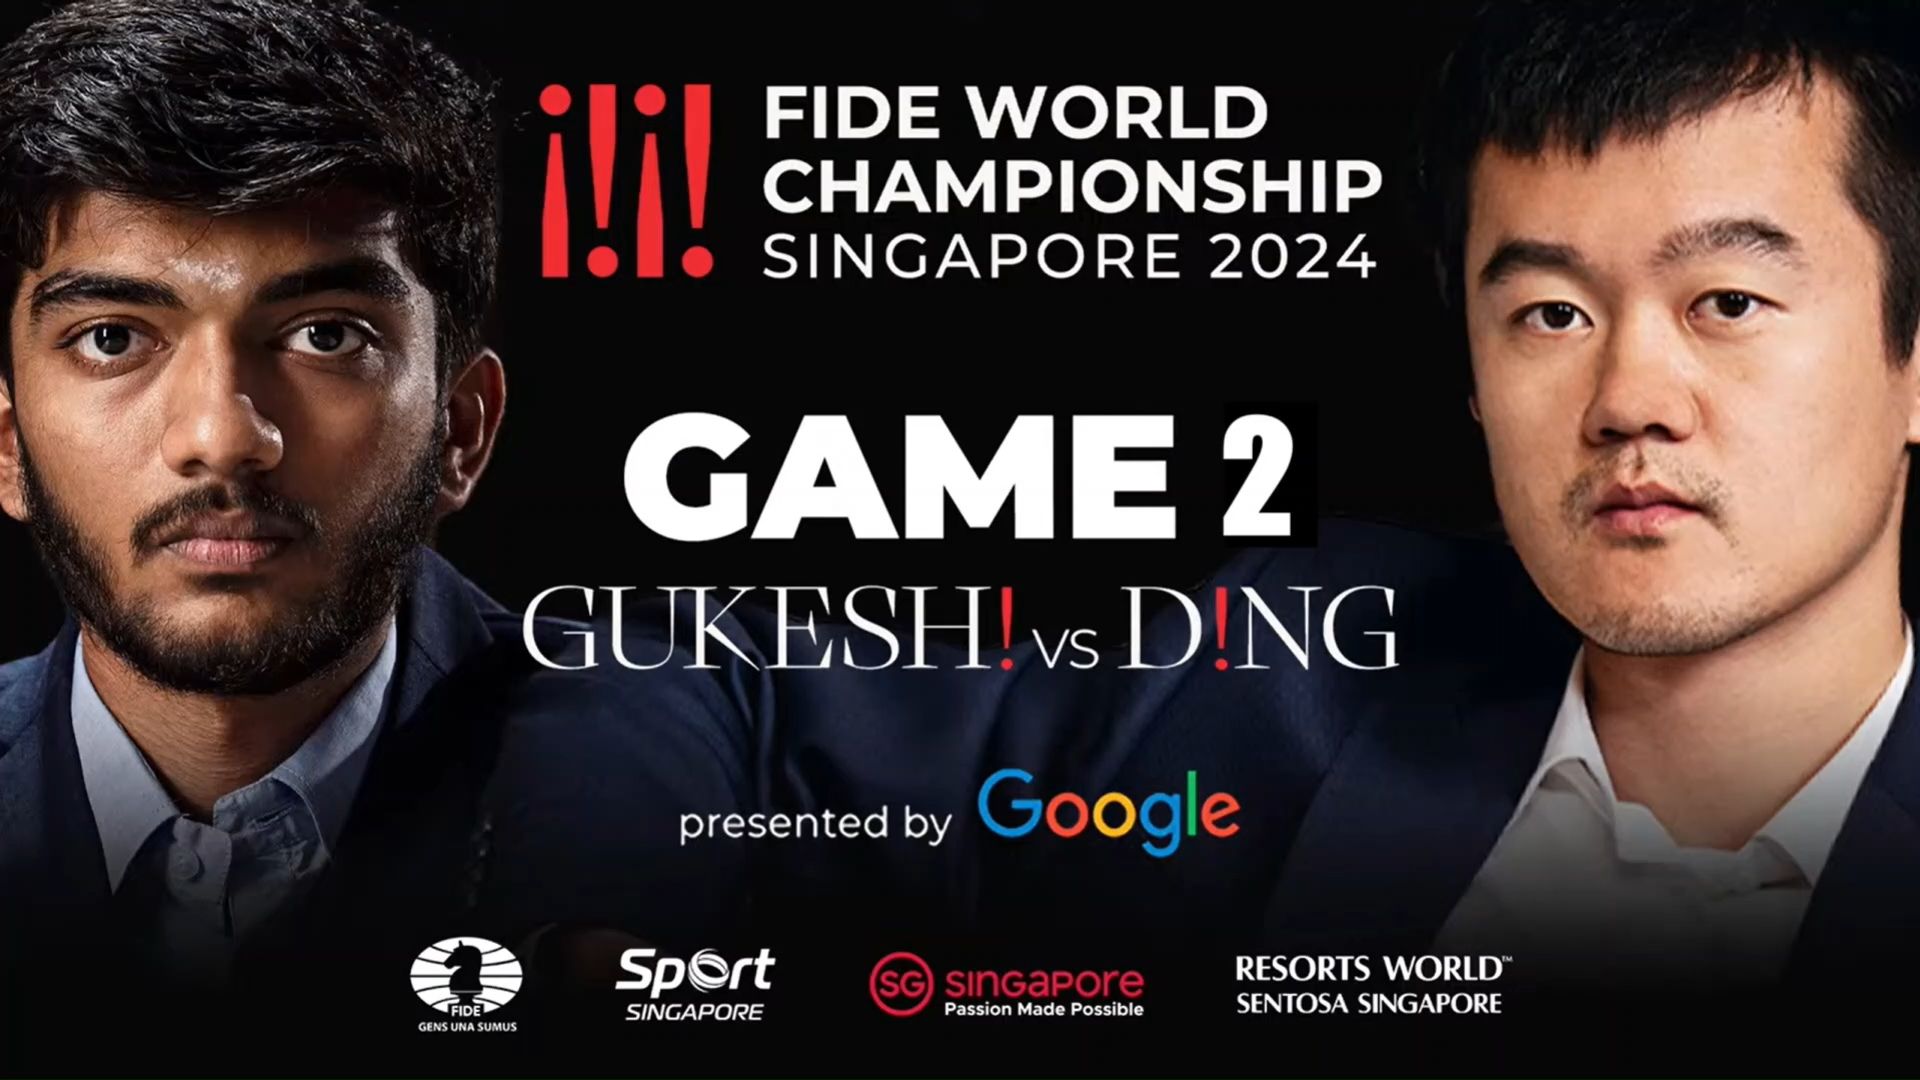 FIDE WORLD
CHAMPIONSHIP
SINGAPORE 2024
GAME 2
GUKESH! VS D!NG
presented by Google
FIDE
GENS UNA SUMUS
Sport
SINGAPORE
SG SINGAPORE
Passion Made Possible
RESORTS WORLD™
SENTOSA SINGAPORE